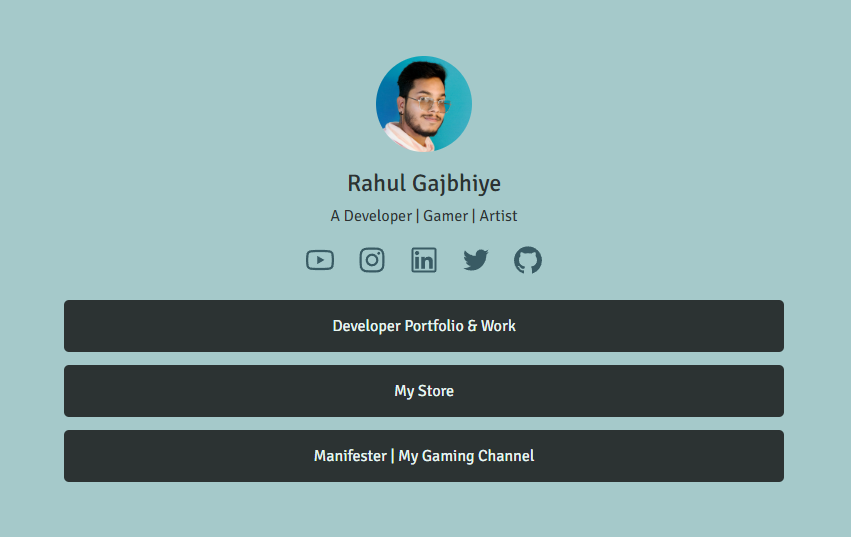 Rahul Gajbhiye
A Developer | Gamer | Artist
Developer Portfolio & Work
My Store
Manifester | My Gaming Channel